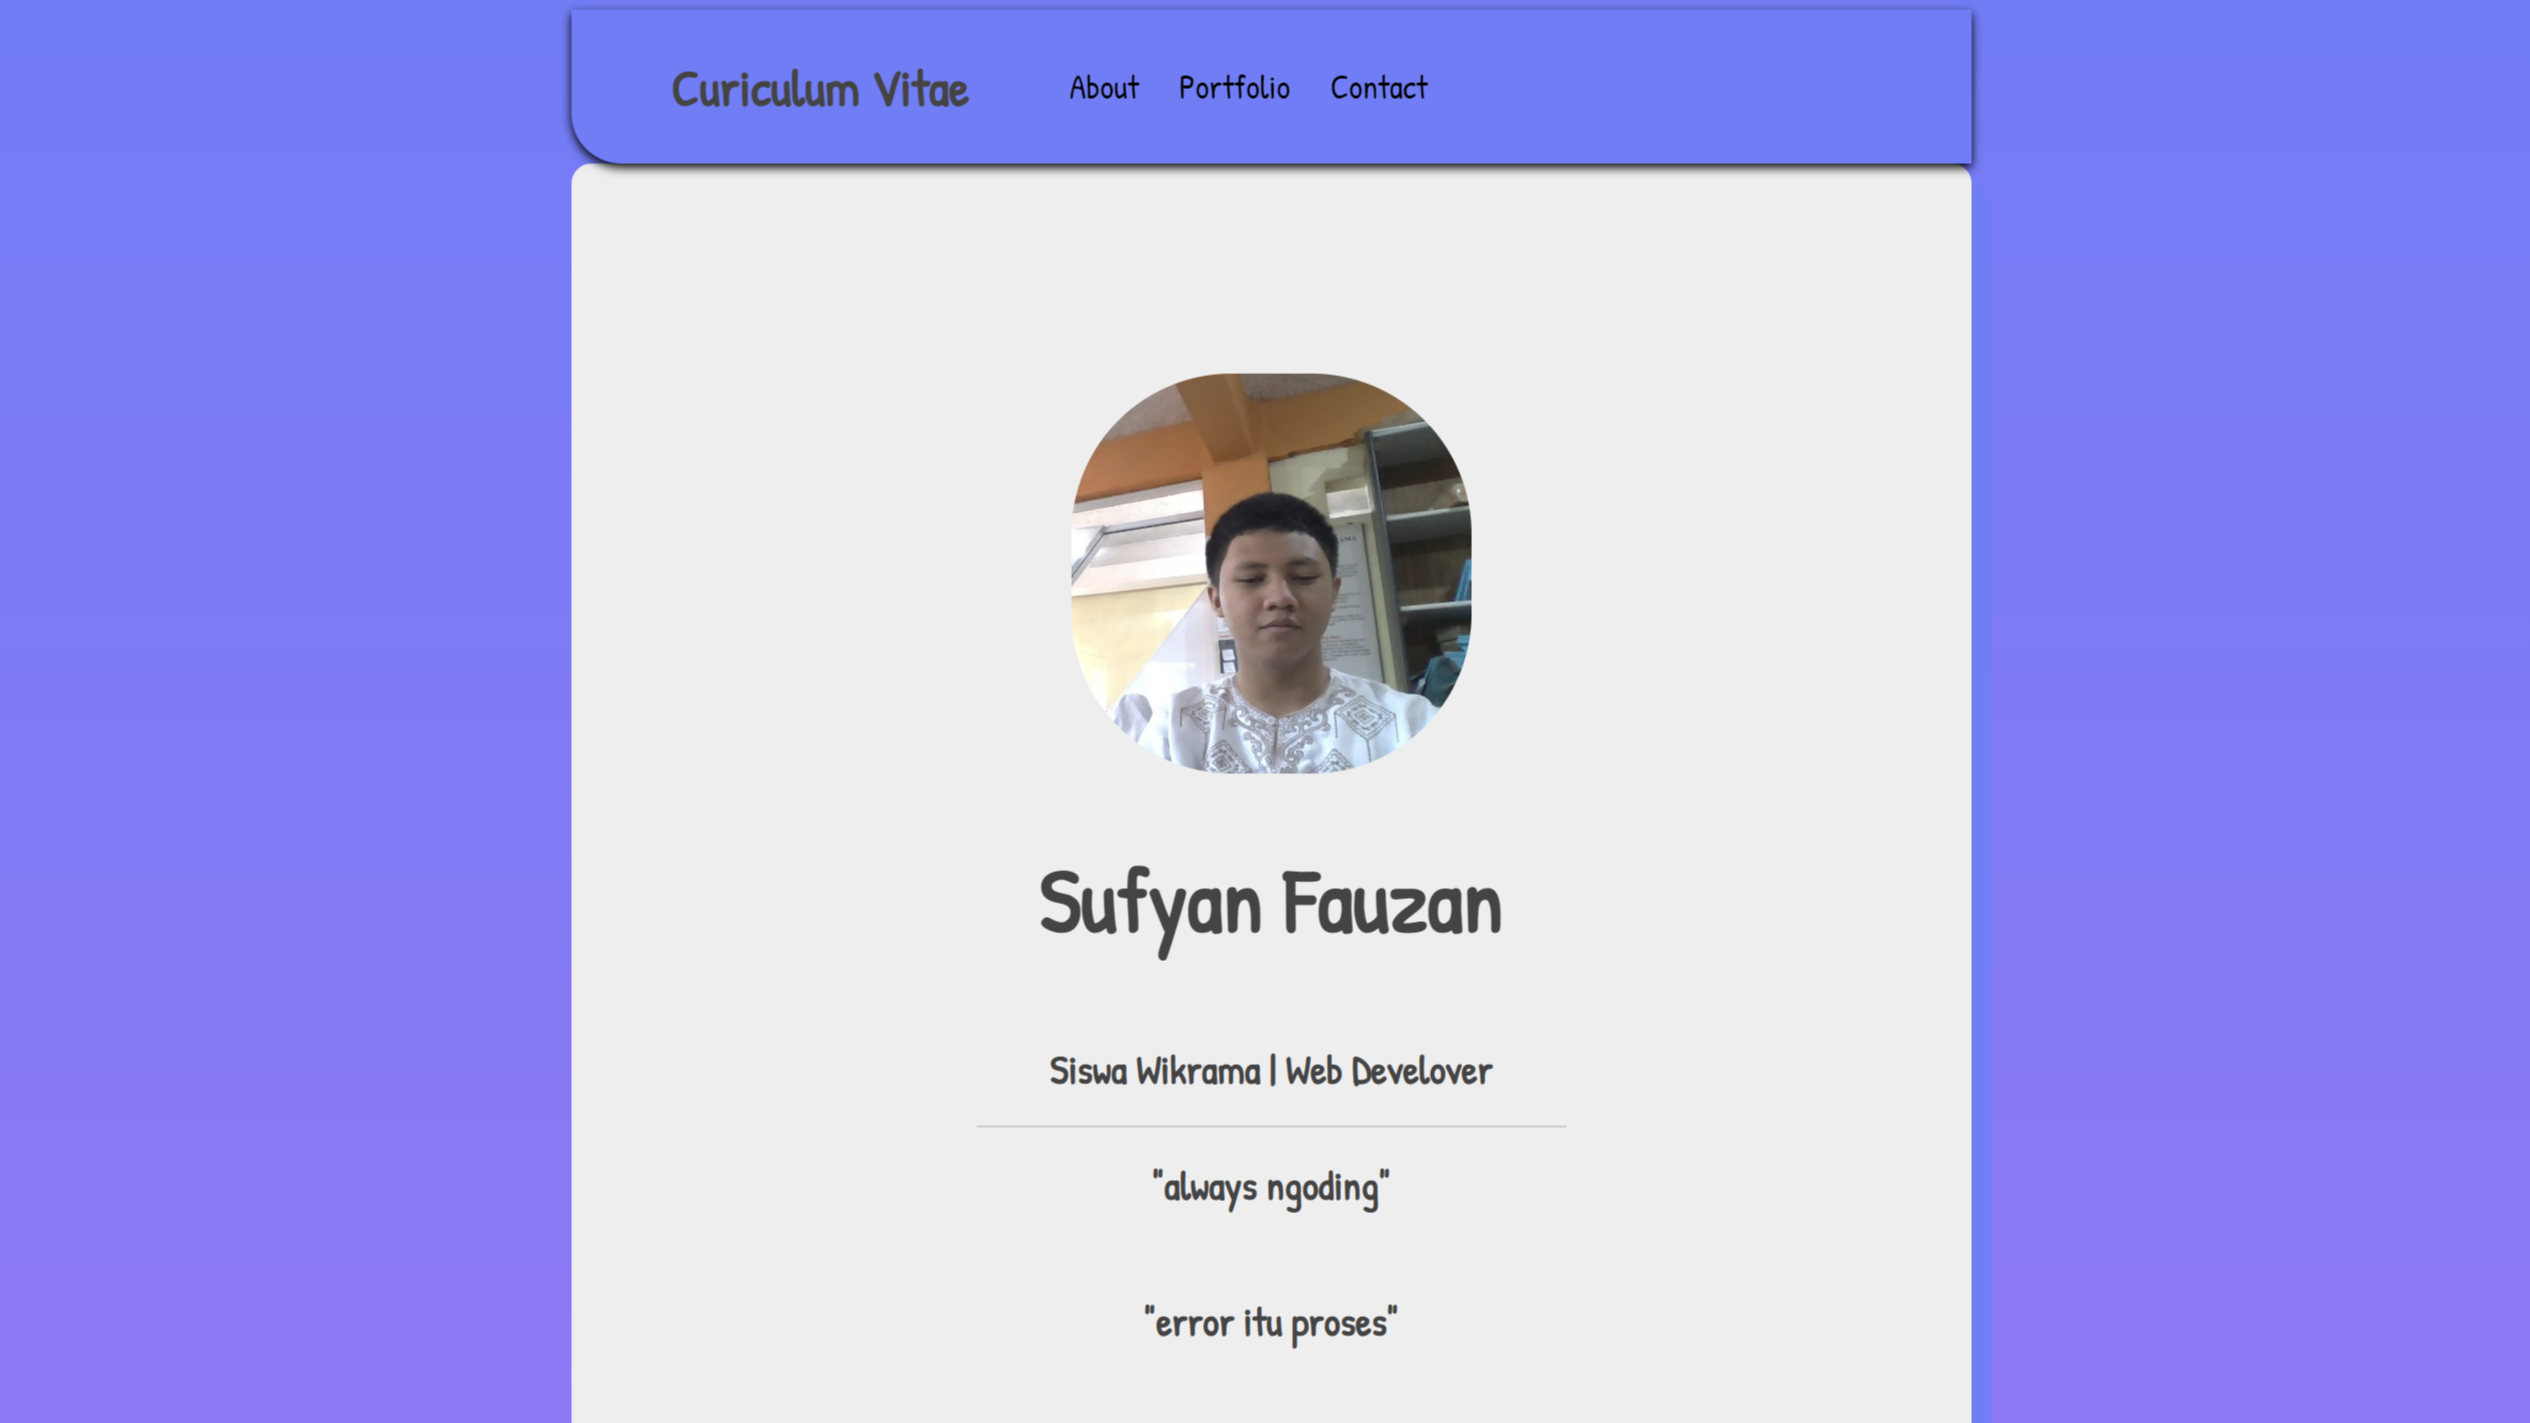 Curiculum Vitae
About Portfolio Contact
Sufyan Fauzan
Siswa Wikrama | Web Develover
"always ngoding"
"error itu proses"